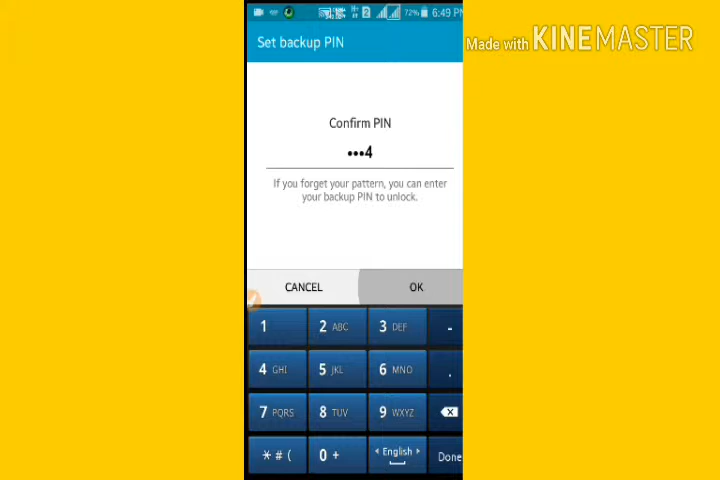 2 72% 6:49 PM
Set backup PIN
Made with KINEMASTER
Confirm PIN
•••4
If you forget your pattern, you can enter
your backup PIN to unlock.
CANCEL OK
1 2 ABC 3 DEF -
4 GHI 5 JKL 6 MNO .
7 PQRS 8 TUV 9 WXYZ
*#( 0 + English Done